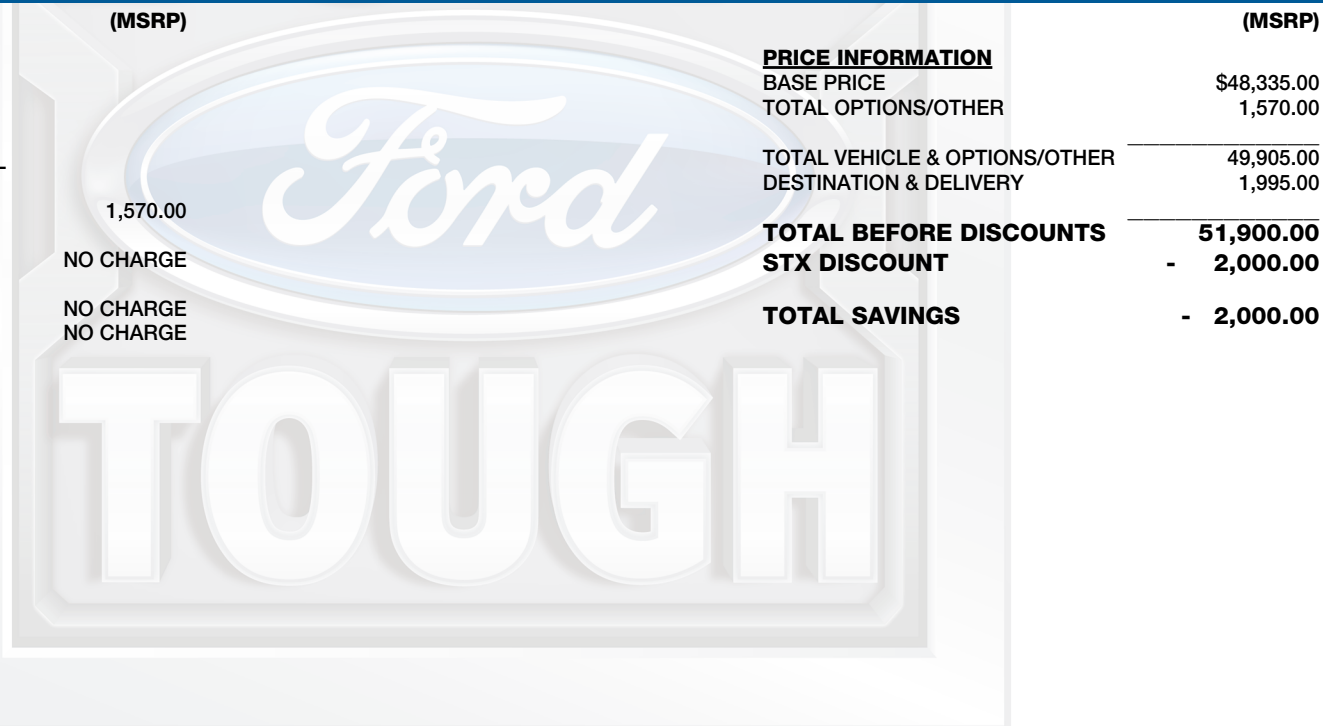 (MSRP)
1,570.00
NO CHARGE
NO CHARGE
NO CHARGE
(MSRP)
PRICE INFORMATION
BASE PRICE $48,335.00
TOTAL OPTIONS/OTHER 1,570.00
TOTAL VEHICLE & OPTIONS/OTHER 49,905.00
DESTINATION & DELIVERY 1,995.00
TOTAL BEFORE DISCOUNTS 51,900.00
STX DISCOUNT - 2,000.00
TOTAL SAVINGS - 2,000.00
Ford
TOUGH